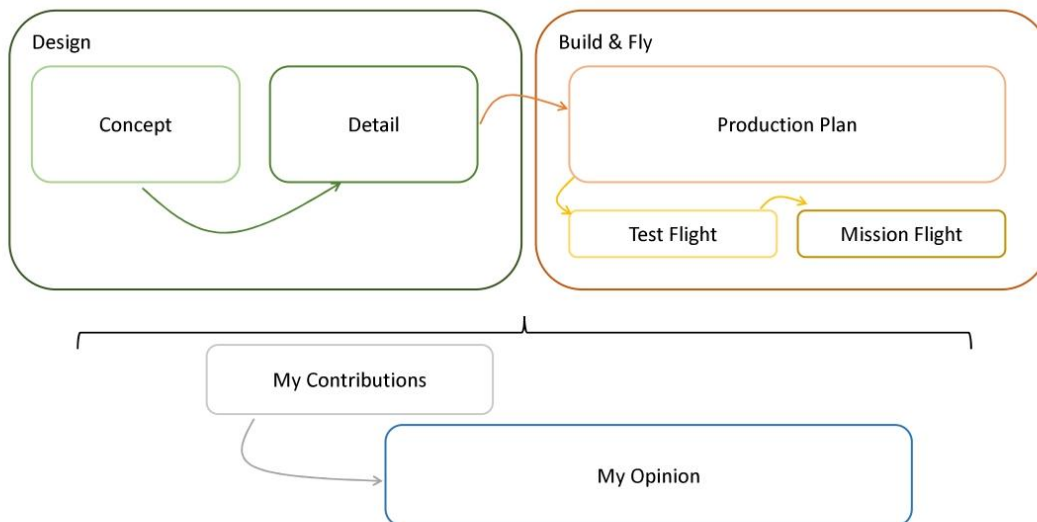 Design
Concept
Detail
Build & Fly
Production Plan
Test Flight
Mission Flight
My Contributions
My Opinion